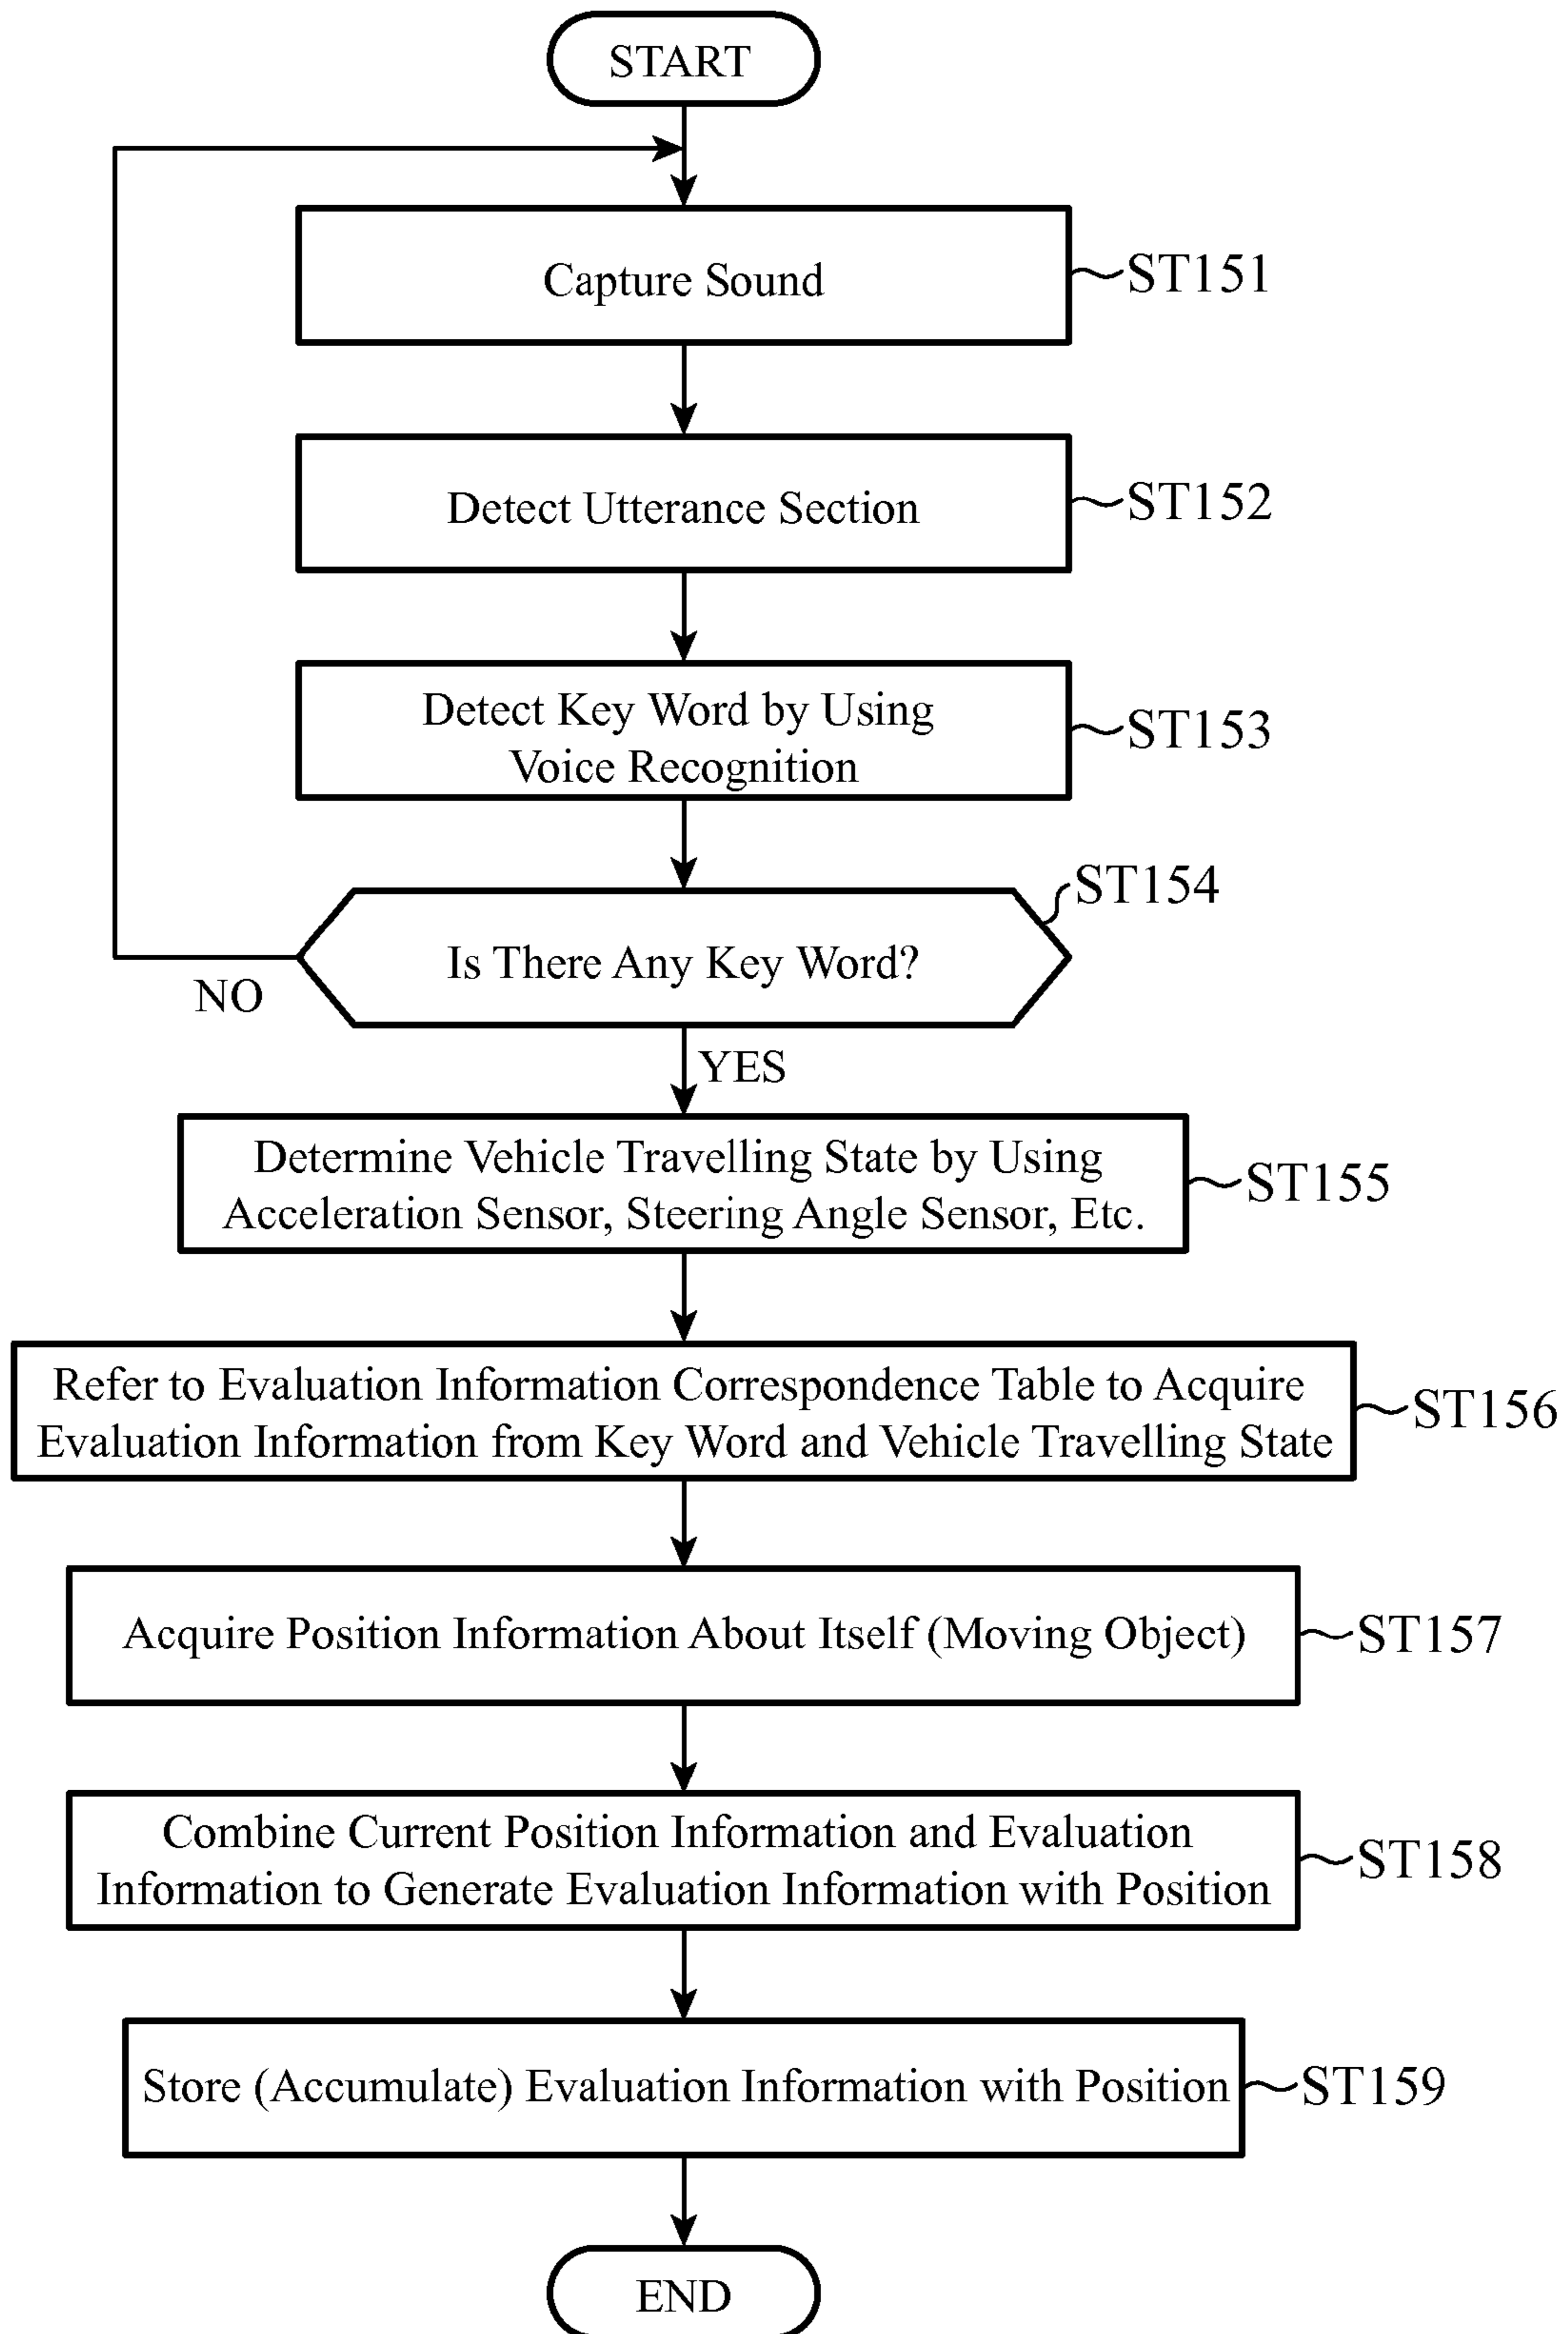 START
Capture Sound
ST151
Detect Utterance Section
ST152
Detect Key Word by Using
Voice Recognition
ST153
ST154
Is There Any Key Word?
NO
YES
Determine Vehicle Travelling State by Using
Acceleration Sensor, Steering Angle Sensor, Etc.
ST155
Refer to Evaluation Information Correspondence Table to Acquire
Evaluation Information from Key Word and Vehicle Travelling State
ST156
Acquire Position Information About Itself (Moving Object)
ST157
Combine Current Position Information and Evaluation
Information to Generate Evaluation Information with Position
ST158
Store (Accumulate) Evaluation Information with Position
ST159
END